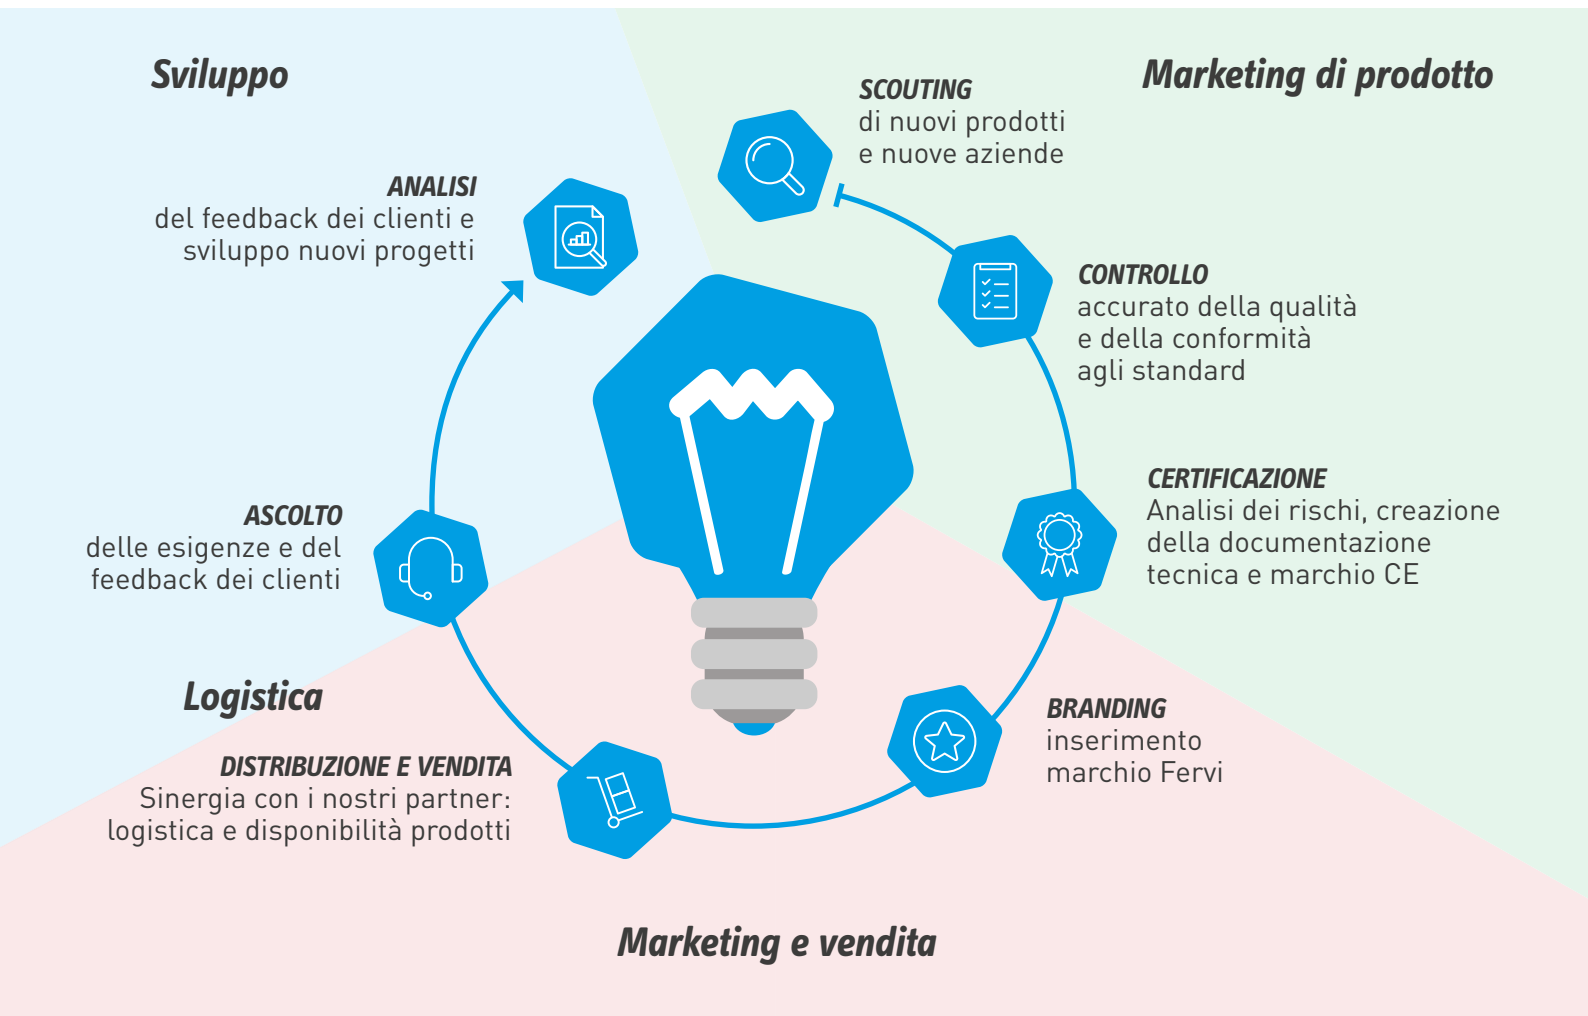 Sviluppo
Marketing di prodotto
SCOUTING
di nuovi prodotti
e nuove aziende
CONTROLLO
accurato della qualità
e della conformità
agli standard
CERTIFICAZIONE
Analisi dei rischi, creazione
della documentazione
tecnica e marchio CE
BRANDING
inserimento
marchio Fervi
Marketing e vendita
Logistica
DISTRIBUZIONE E VENDITA
Sinergia con i nostri partner:
logistica e disponibilità prodotti
ASCOLTO
delle esigenze e del
feedback dei clienti
ANALISI
del feedback dei clienti e
sviluppo nuovi progetti